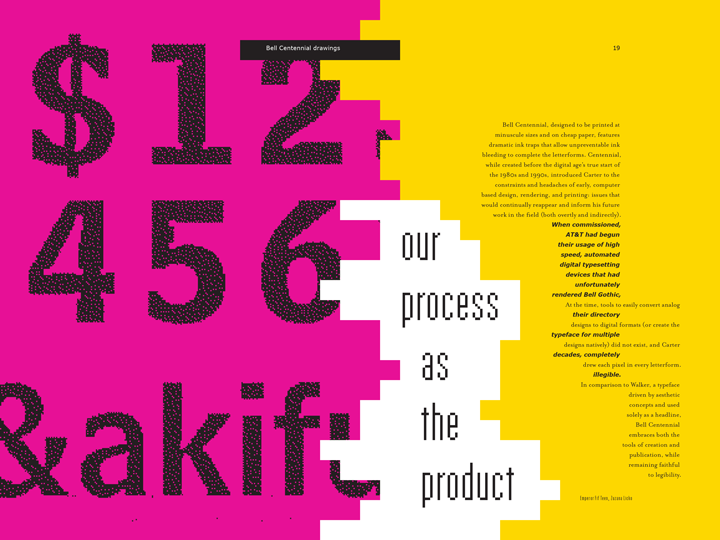 Bell Centennial drawings
19
$12
456
&akif
our
process
as
the
product
Bell Centennial, designed to be printed at
minuscule sizes and on cheap paper, features
dramatic ink traps that allow unpreventable ink
bleeding to complete the letterforms. Centennial,
while created before the digital age's true start of
the 1980s and 1990s, introduced Carter to the
constraints and headaches of early, computer
based design, rendering, and printing: issues that
would continually reappear and inform his future
work in the field (both overtly and indirectly).
When commissioned,
AT&T had begun
their usage of high
speed, automated
digital typesetting
devices that had
unfortunately
rendered Bell Gothic,
At the time, tools to easily convert analog
their directory
designs to digital formats (or create the
typeface for multiple
designs natively) did not exist, and Carter
decades, completely
drew each pixel in every letterform.
illegible.
In comparison to Walker, a typeface
driven by aesthetic
concepts and used
solely as a headline,
Bell Centennial
embraces both the
tools of creation and
publication, while
remaining faithful
to legibility.